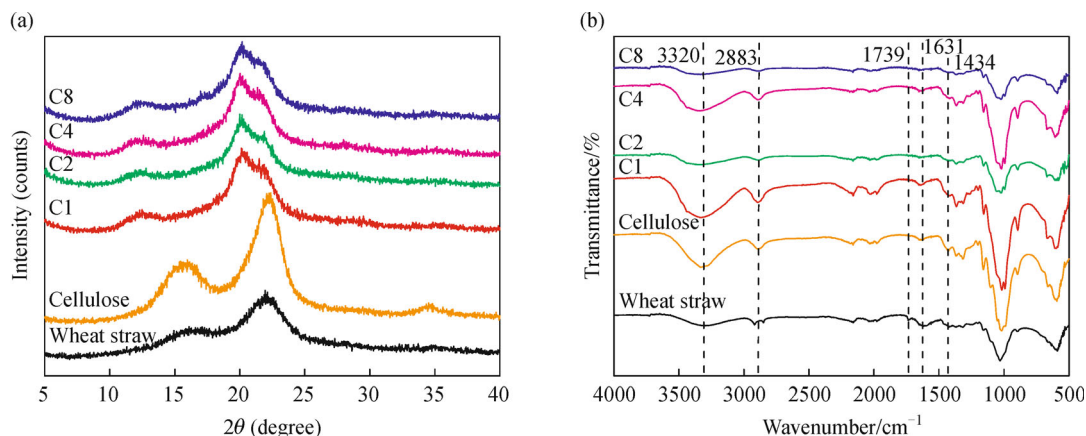 (a)
C8
C4
C2
C1
Cellulose
Wheat straw
Intensity (counts)
5 10 15 20 25 30 35 40
2θ (degree)
(b)
3320 2883 1739 1631 1434
C8
C4
C2
C1
Cellulose
Wheat straw
Transmittance/%
4000 3500 3000 2500 2000 1500 1000 500
Wavenumber/cm⁻¹